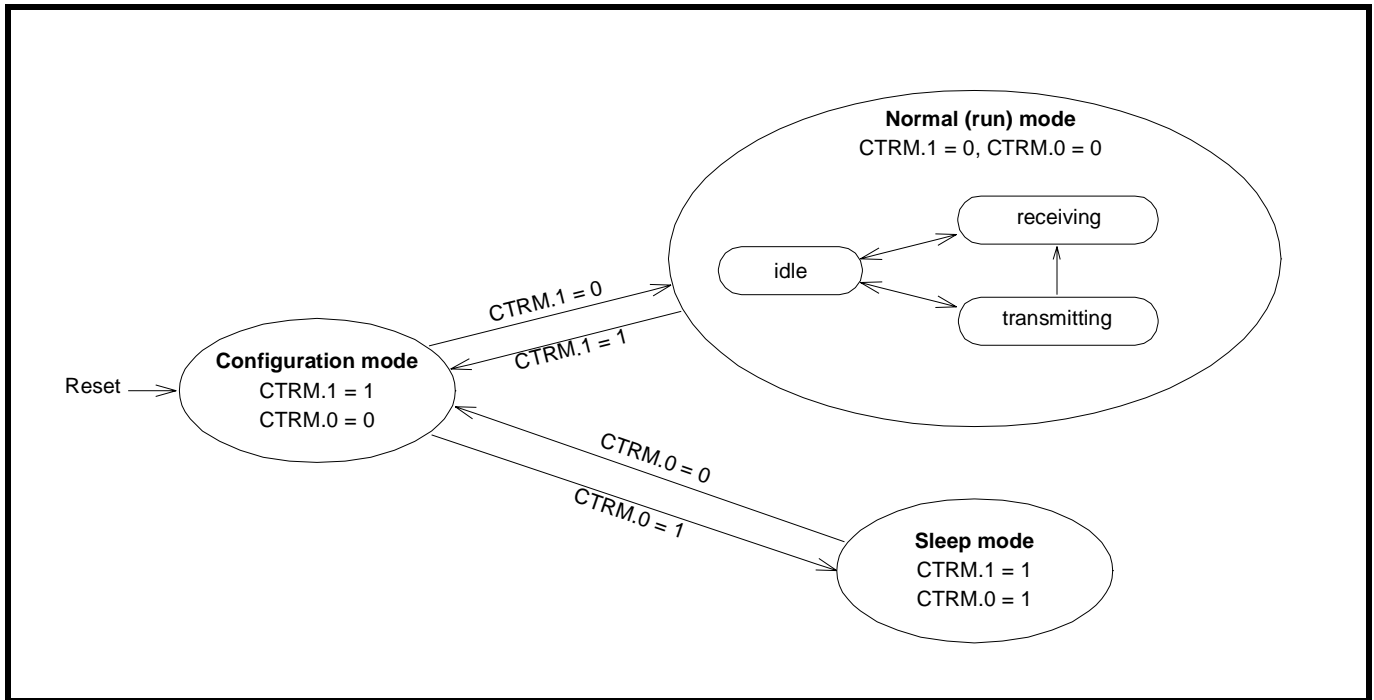 Normal (run) mode
CTRM.1 = 0, CTRM.0 = 0
receiving
idle
transmitting
CTRM.1 = 0
CTRM.1 = 1
Reset
Configuration mode
CTRM.1 = 1
CTRM.0 = 0
CTRM.0 = 0
CTRM.0 = 1
Sleep mode
CTRM.1 = 1
CTRM.0 = 1